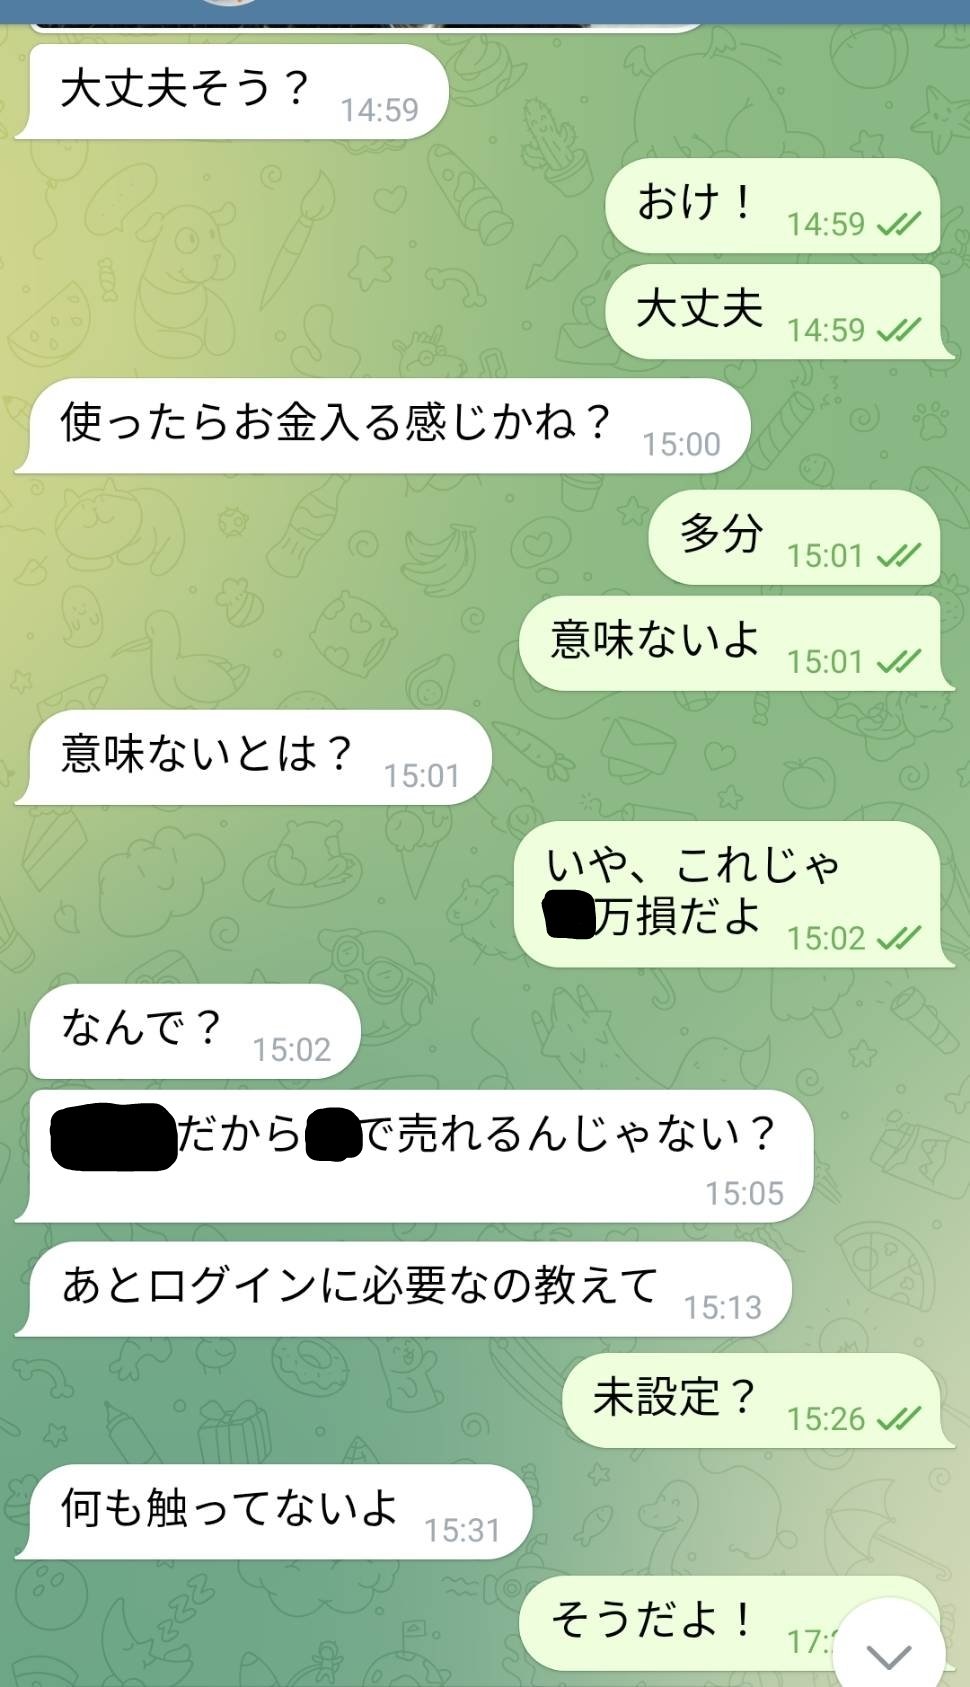 大丈夫そう？
14:59
おけ！
14:59
大丈夫
14:59
使ったらお金入る感じかね？
15:00
多分
15:01
意味ないよ
15:01
意味ないとは？
15:01
いや、これじゃ
万損だよ
15:02
なんで？
15:02
だから で売れるんじゃない？
15:05
あとログインに必要なの教えて
15:13
未設定？
15:26
何も触ってないよ
15:31
そうだよ！